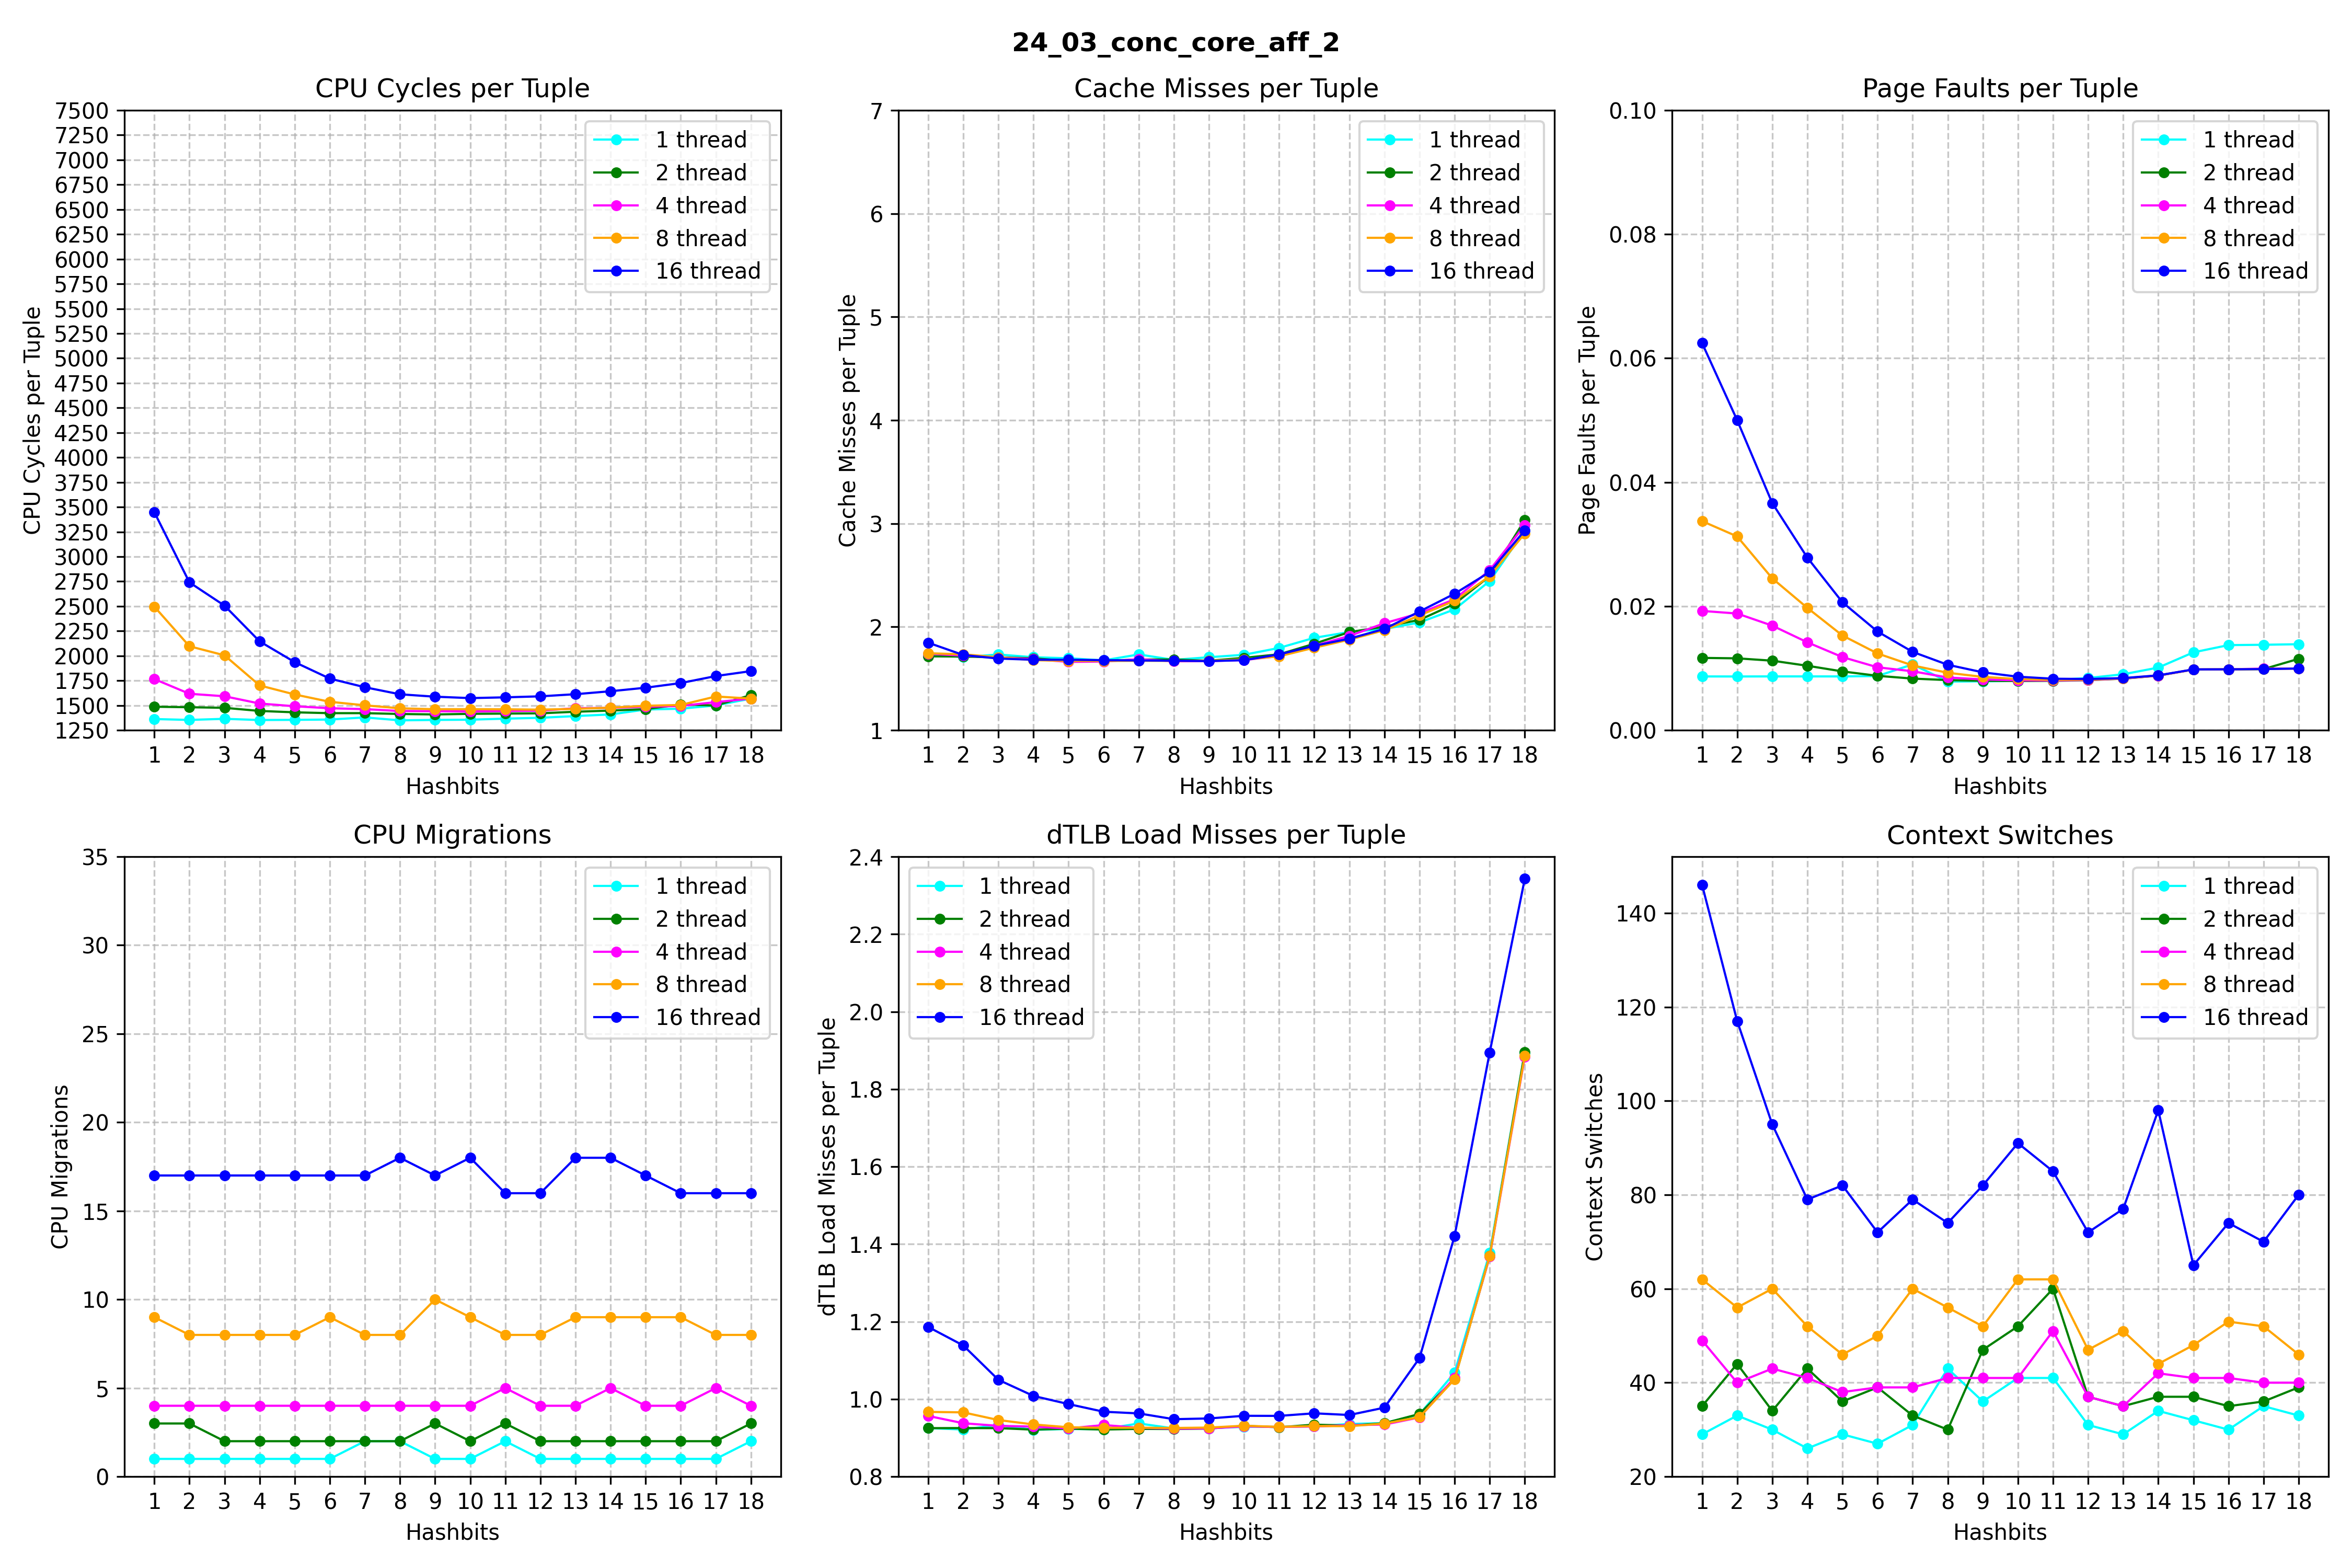 24_03_conc_core_aff_2
CPU Cycles per Tuple
CPU Cycles per Tuple
7500
7250
7000
6750
6500
6250
6000
5750
5500
5250
5000
4750
4500
4250
4000
3750
3500
3250
3000
2750
2500
2250
2000
1750
1500
1250
1 thread
2 thread
4 thread
8 thread
16 thread
1 2 3 4 5 6 7 8 9 10 11 12 13 14 15 16 17 18
Hashbits
Cache Misses per Tuple
Cache Misses per Tuple
7
6
5
4
3
2
1
1 thread
2 thread
4 thread
8 thread
16 thread
1 2 3 4 5 6 7 8 9 10 11 12 13 14 15 16 17 18
Hashbits
Page Faults per Tuple
Page Faults per Tuple
0.10
0.08
0.06
0.04
0.02
0.00
1 thread
2 thread
4 thread
8 thread
16 thread
1 2 3 4 5 6 7 8 9 10 11 12 13 14 15 16 17 18
Hashbits
CPU Migrations
CPU Migrations
35
30
25
20
15
10
5
0
1 thread
2 thread
4 thread
8 thread
16 thread
1 2 3 4 5 6 7 8 9 10 11 12 13 14 15 16 17 18
Hashbits
dTLB Load Misses per Tuple
dTLB Load Misses per Tuple
2.4
2.2
2.0
1.8
1.6
1.4
1.2
1.0
0.8
1 thread
2 thread
4 thread
8 thread
16 thread
1 2 3 4 5 6 7 8 9 10 11 12 13 14 15 16 17 18
Hashbits
Context Switches
Context Switches
140
120
100
80
60
40
20
1 thread
2 thread
4 thread
8 thread
16 thread
1 2 3 4 5 6 7 8 9 10 11 12 13 14 15 16 17 18
Hashbits